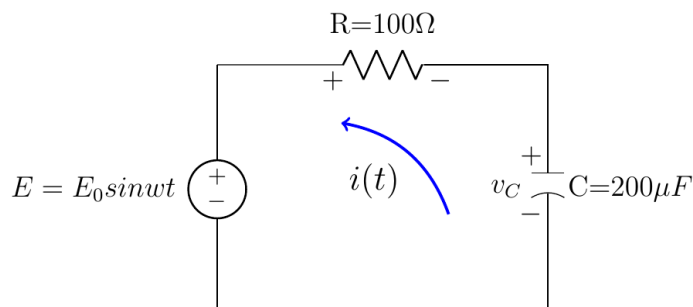 R=100Ω
+ −
E = E₀sinwt
+
−
i(t)
+
v_C
−
C=200μF